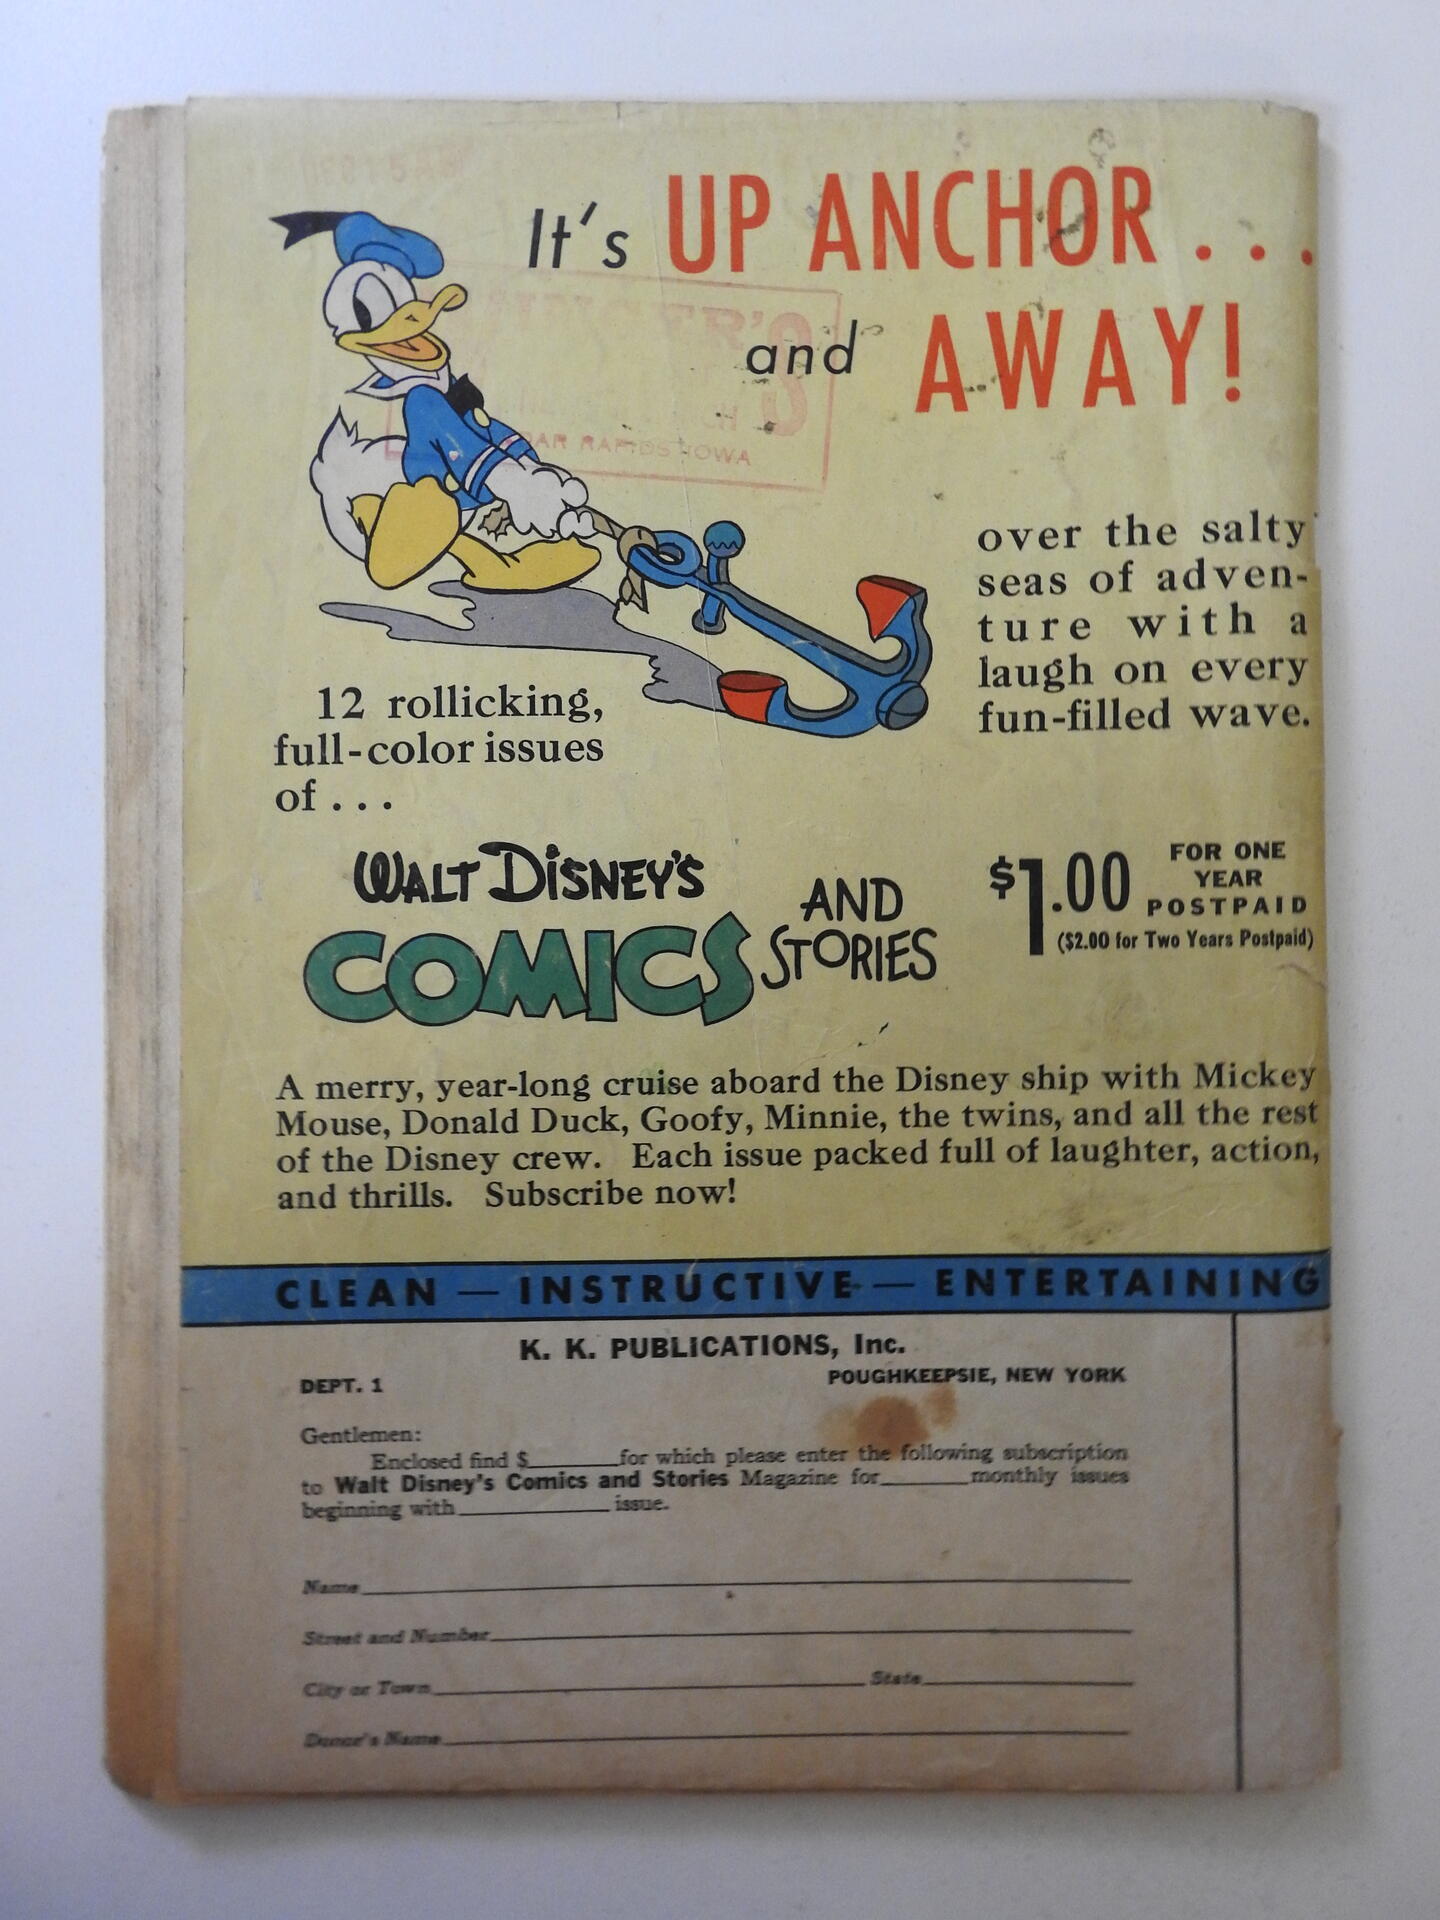 It's UP ANCHOR . . .
and AWAY!
over the salty
seas of adven-
ture with a
laugh on every
fun-filled wave.
12 rollicking,
full-color issues
of . . .
WALT DISNEY'S
COMICS AND STORIES
$1.00 FOR ONE
YEAR
POSTPAID
($2.00 for Two Years Postpaid)
A merry, year-long cruise aboard the Disney ship with Mickey
Mouse, Donald Duck, Goofy, Minnie, the twins, and all the rest
of the Disney crew. Each issue packed full of laughter, action,
and thrills. Subscribe now!
CLEAN — INSTRUCTIVE — ENTERTAINING
K. K. PUBLICATIONS, Inc.
DEPT. 1 POUGHKEEPSIE, NEW YORK
Gentlemen:
Enclosed find $________for which please enter the following subscription
to Walt Disney's Comics and Stories Magazine for________monthly issues
beginning with______________ issue.
Name
Street and Number
City or Town State
Donor's Name
RAPIDS IOWA